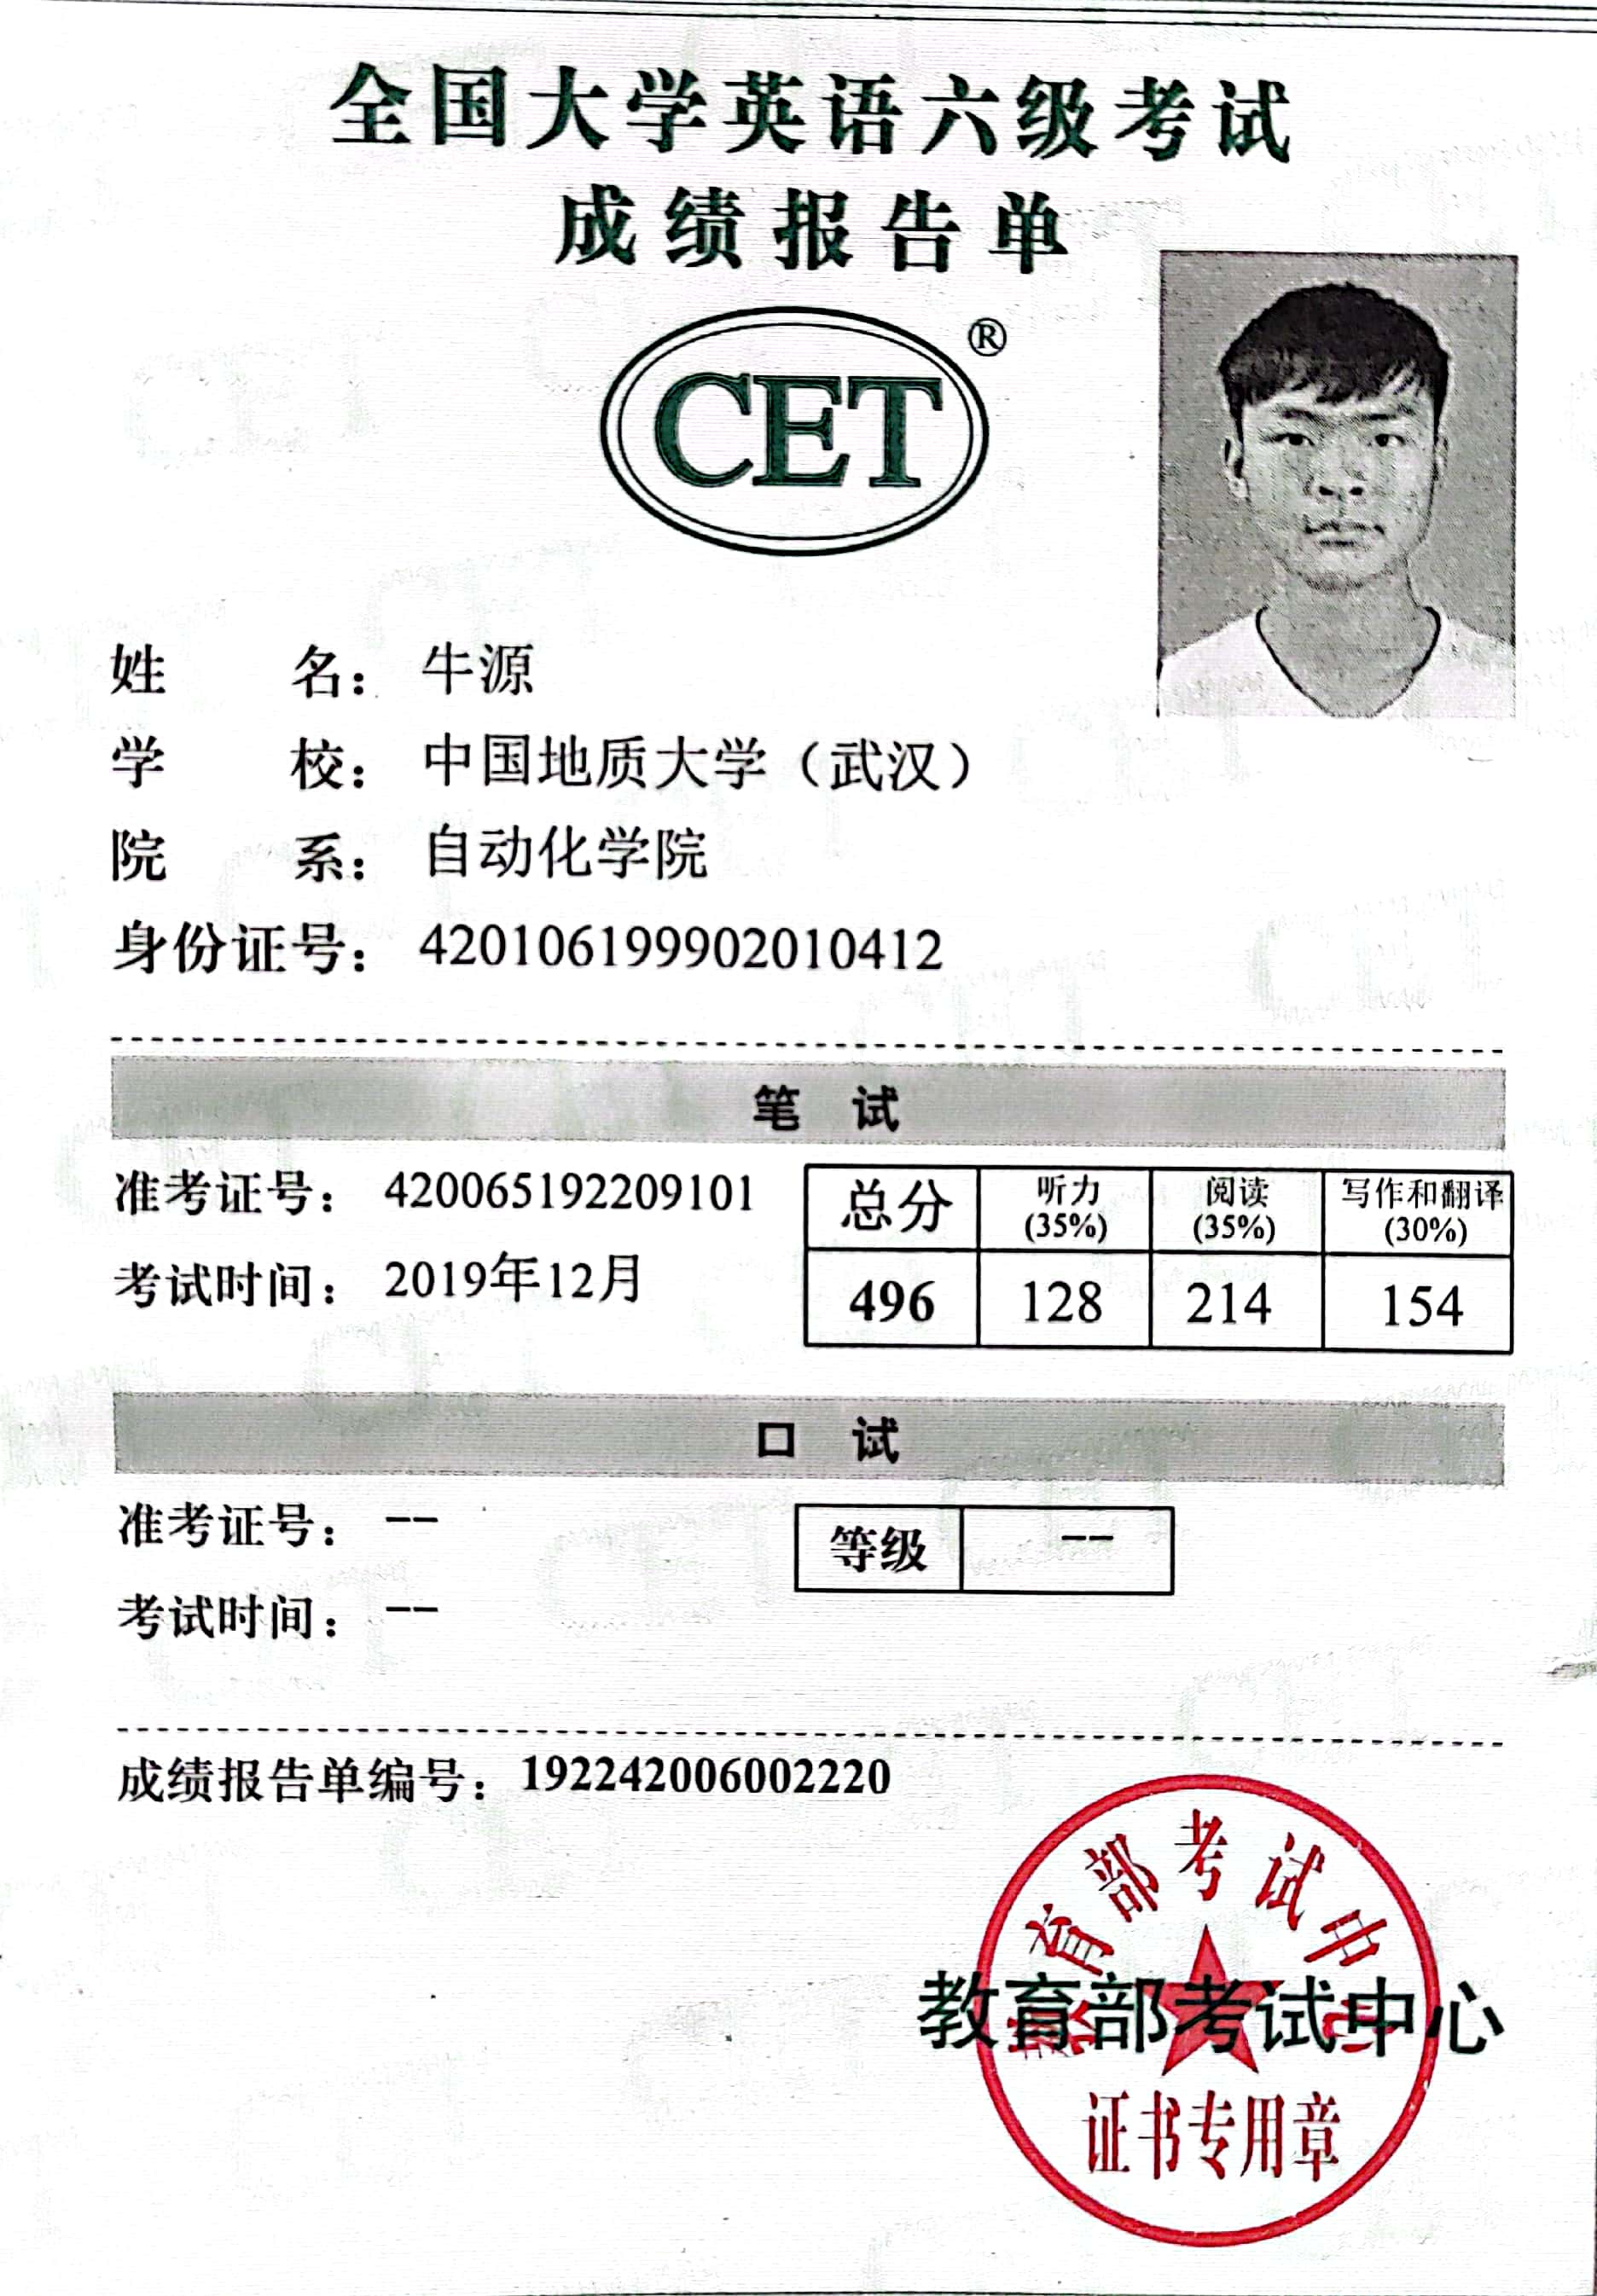 全国大学英语六级考试
成绩报告单
CET®
姓名：牛源
学校：中国地质大学（武汉）
院系：自动化学院
身份证号：420106199902010412
笔试
准考证号：420065192209101
考试时间：2019年12月
总分 听力(35%) 阅读(35%) 写作和翻译(30%)
496 128 214 154
口试
准考证号：--
考试时间：--
等级 --
成绩报告单编号：192242006002220
教育部考试中心
教育部考试中心
证书专用章